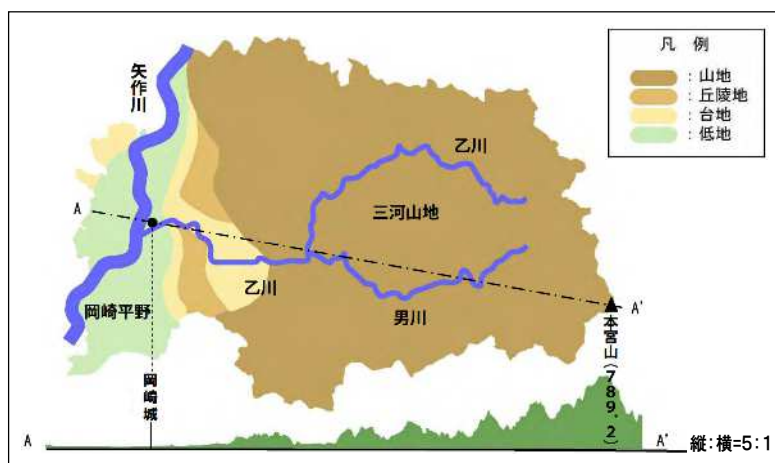 凡 例
：山地
：丘陵地
：台地
：低地
矢作川
乙川
三河山地
A
A'
岡崎平野
乙川
男川
本宮山(789.2)
岡崎城
A
A'
縦:横=5:1